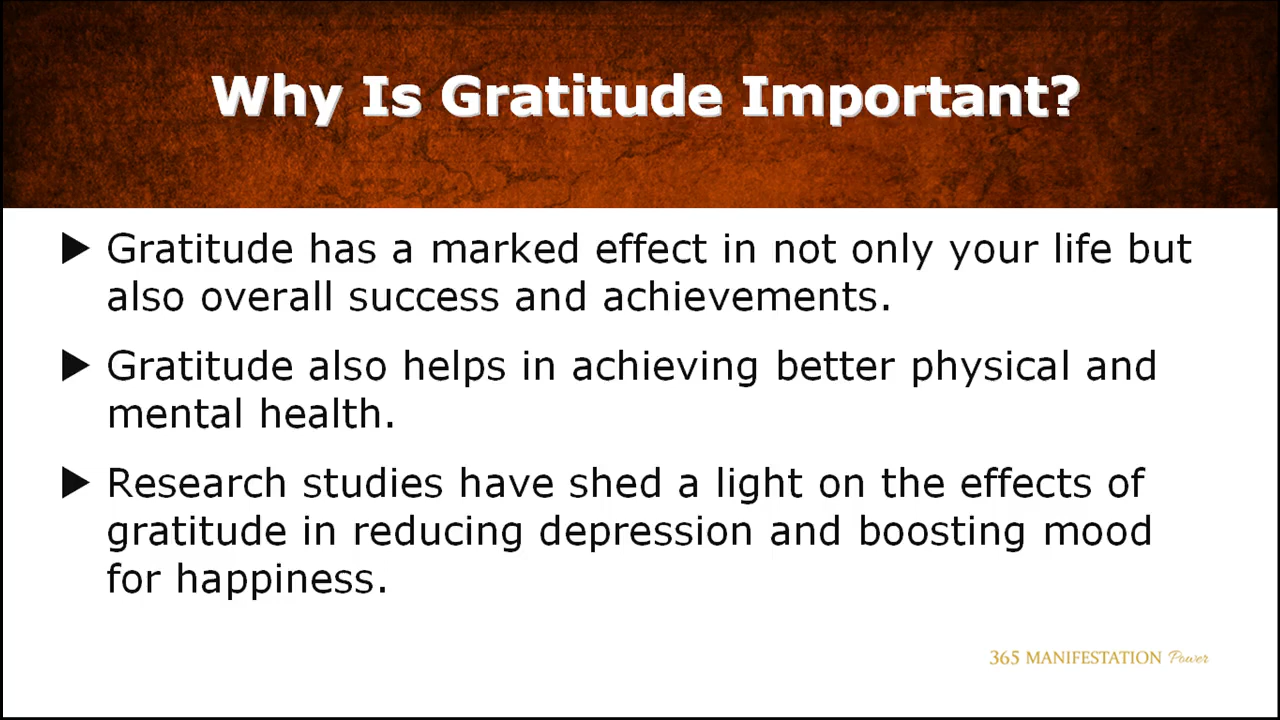 Why Is Gratitude Important?
▶ Gratitude has a marked effect in not only your life but
also overall success and achievements.
▶ Gratitude also helps in achieving better physical and
mental health.
▶ Research studies have shed a light on the effects of
gratitude in reducing depression and boosting mood
for happiness.
365 MANIFESTATION Power